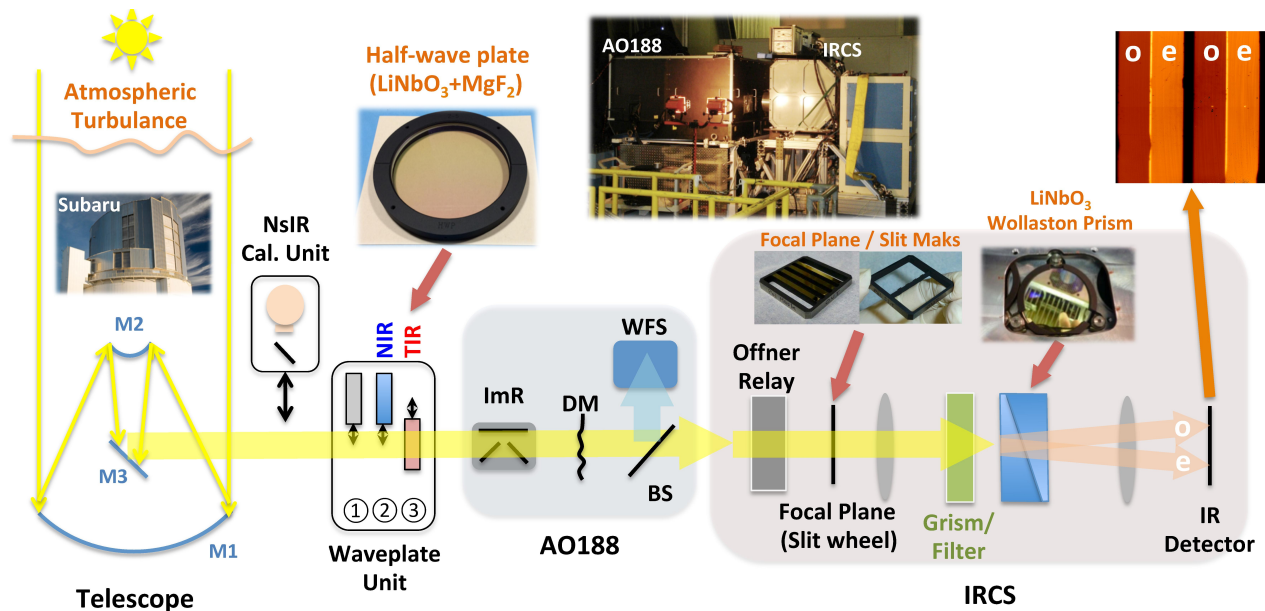 Atmospheric
Turbulance
Subaru
M2
M3
M1
Telescope
NsIR
Cal. Unit
Half-wave plate
(LiNbO3+MgF2)
NIR
TIR
1
2
3
Waveplate
Unit
AO188
IRCS
ImR
DM
WFS
BS
AO188
Focal Plane / Slit Maks
LiNbO3
Wollaston Prism
Offner
Relay
Focal Plane
(Slit wheel)
Grism/
Filter
o
e
IR
Detector
IRCS
o e o e